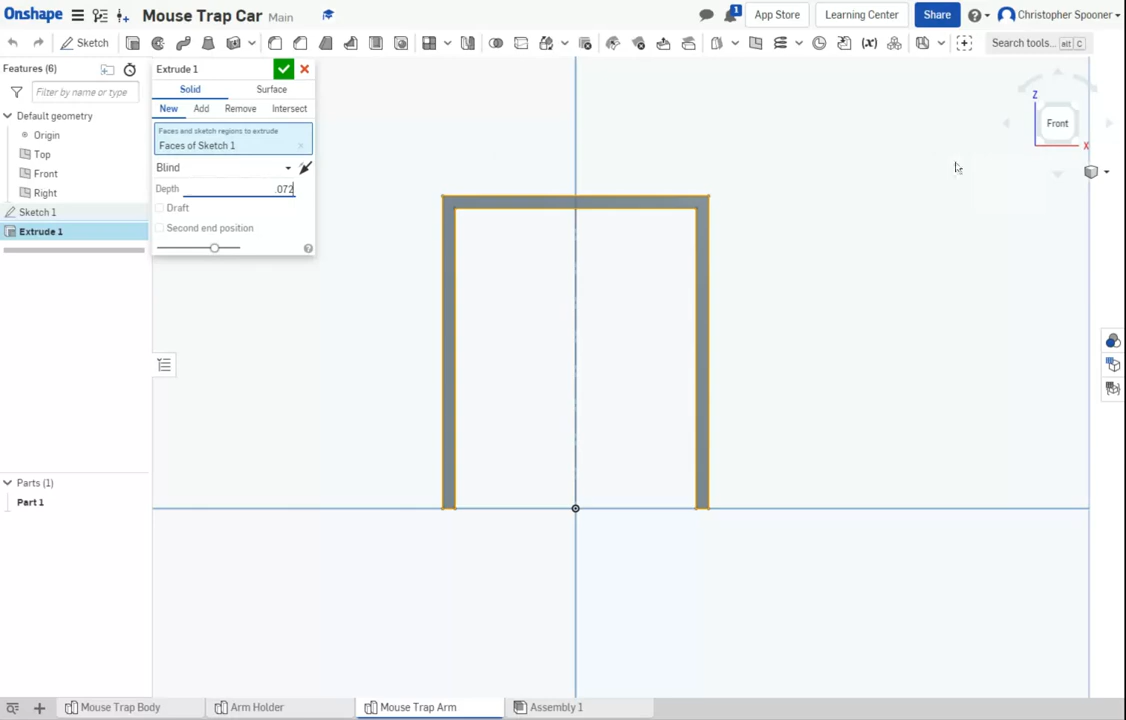 Onshape
Mouse Trap Car Main
1
App Store
Learning Center
Share
Christopher Spooner
Sketch
(x)
Search tools... alt C
Features (6)
Filter by name or type
Default geometry
Origin
Top
Front
Right
Sketch 1
Extrude 1
Parts (1)
Part 1
Extrude 1
Solid
Surface
New
Add
Remove
Intersect
Faces and sketch regions to extrude
Faces of Sketch 1
Blind
Depth .072
Draft
Second end position
Z
Front
X
Mouse Trap Body
Arm Holder
Mouse Trap Arm
Assembly 1